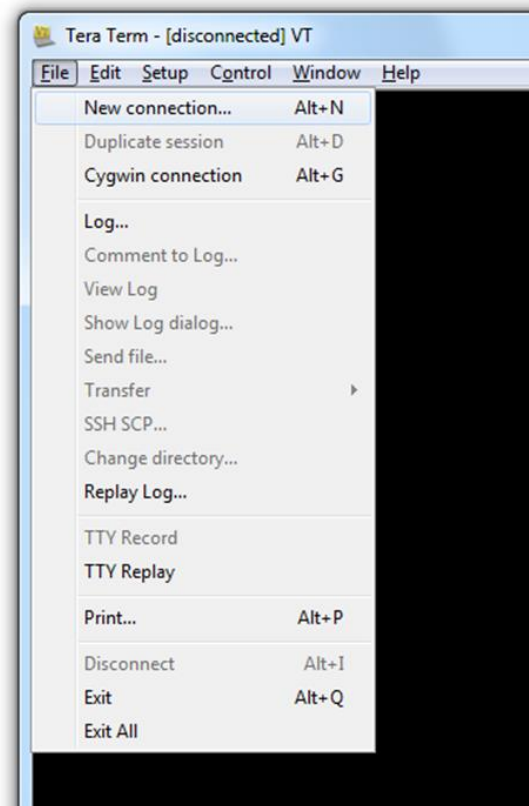 Tera Term - [disconnected] VT
File Edit Setup Control Window Help
New connection... Alt+N
Duplicate session Alt+D
Cygwin connection Alt+G
Log...
Comment to Log...
View Log
Show Log dialog...
Send file...
Transfer
SSH SCP...
Change directory...
Replay Log...
TTY Record
TTY Replay
Print... Alt+P
Disconnect Alt+I
Exit Alt+Q
Exit All